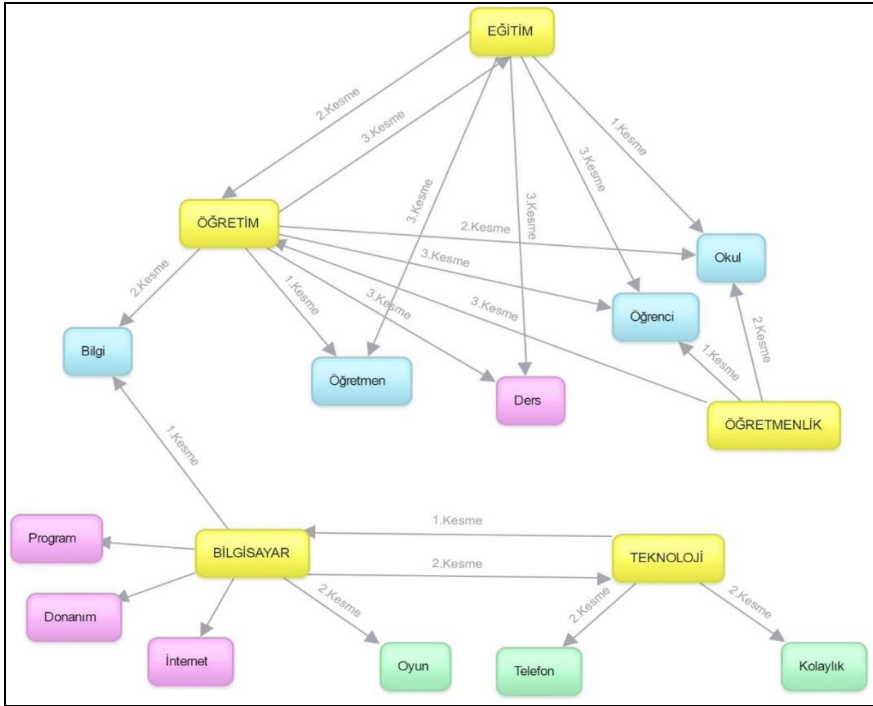 EĞİTİM
2.Kesme
3.Kesme
1.Kesme
3.Kesme
3.Kesme
3.Kesme
ÖĞRETİM
2.Kesme
3.Kesme
Okul
2.Kesme
1.Kesme
3.Kesme
3.Kesme
Öğrenci
2.Kesme
Bilgi
1.Kesme
Öğretmen
Ders
ÖĞRETMENLİK
1.Kesme
1.Kesme
Program
BİLGİSAYAR
2.Kesme
TEKNOLOJİ
2.Kesme
2.Kesme
2.Kesme
Donanım
İnternet
Oyun
Telefon
Kolaylık